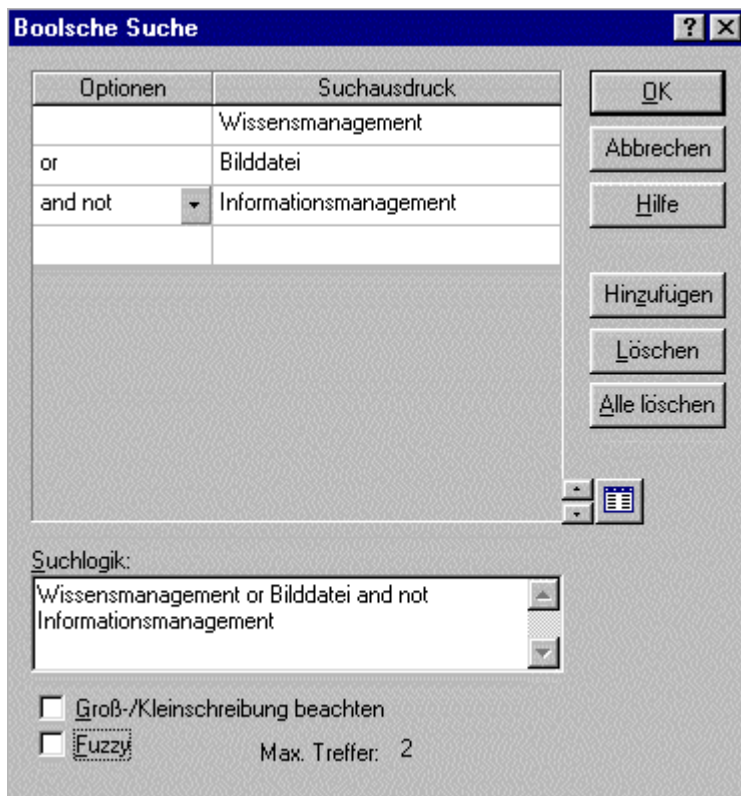 Boolsche Suche
Optionen Suchausdruck
Wissensmanagement
or Bilddatei
and not Informationsmanagement
OK
Abbrechen
Hilfe
Hinzufügen
Löschen
Alle löschen
Suchlogik:
Wissensmanagement or Bilddatei and not
Informationsmanagement
Groß-/Kleinschreibung beachten
Fuzzy Max. Treffer: 2